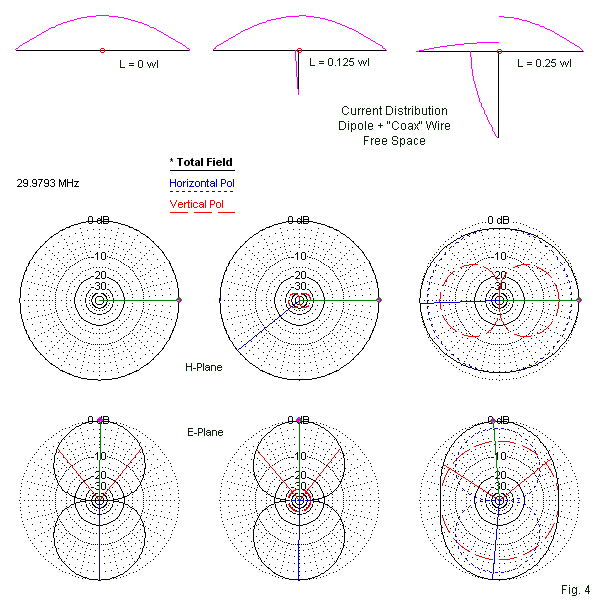 L = 0 wl
L = 0.125 wl
L = 0.25 wl
Current Distribution
Dipole + "Coax" Wire
Free Space
* Total Field
29.9793 MHz
Horizontal Pol
Vertical Pol
0 dB
0 dB
0 dB
-10
-10
-10
-20
-20
-20
-30
-30
-30
H-Plane
0 dB
0 dB
0 dB
E-Plane
-10
-10
-10
-20
-20
-20
-30
-30
-30
Fig. 4